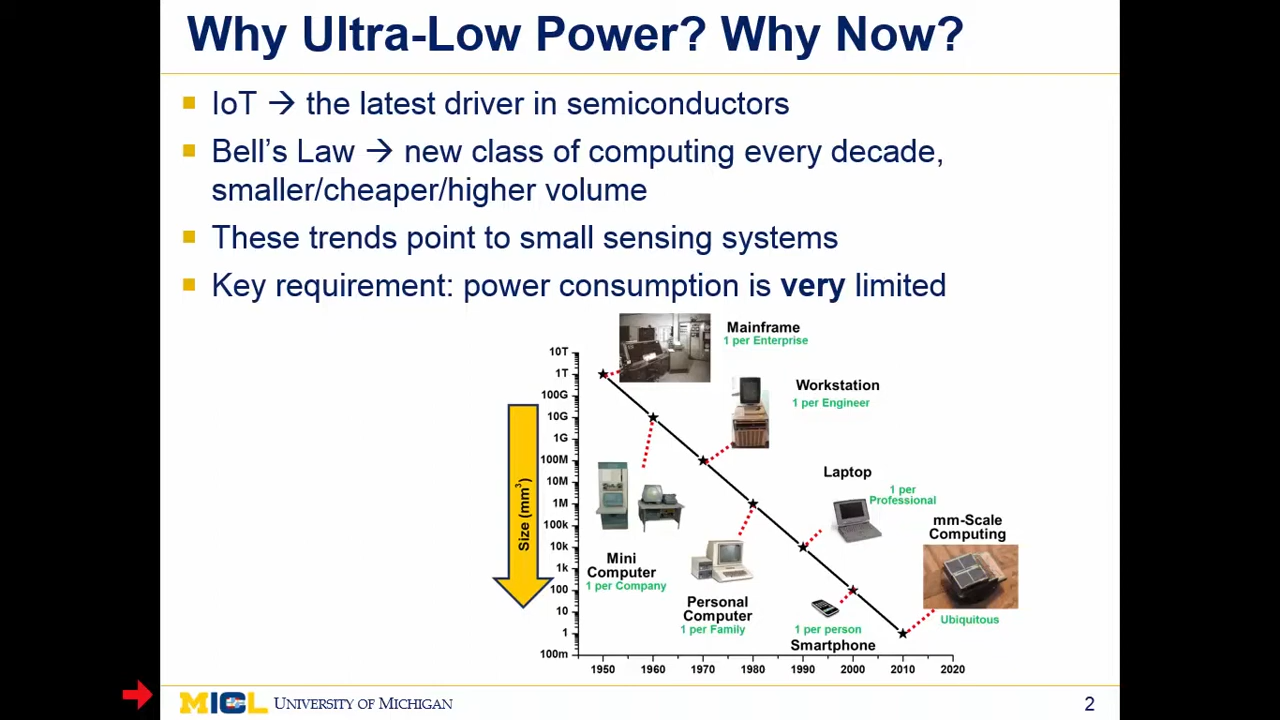 Why Ultra-Low Power? Why Now?
IoT → the latest driver in semiconductors
Bell's Law → new class of computing every decade,
smaller/cheaper/higher volume
These trends point to small sensing systems
Key requirement: power consumption is very limited
Mainframe
1 per Enterprise
Workstation
1 per Engineer
Laptop
1 per
Professional
mm-Scale
Computing
Ubiquitous
Mini
Computer
1 per Company
Personal
Computer
1 per Family
1 per person
Smartphone
Size (mm³)
10T
1T
100G
10G
1G
100M
10M
1M
100k
10k
1k
100
10
1
100m
1950 1960 1970 1980 1990 2000 2010 2020
MICL UNIVERSITY OF MICHIGAN
2